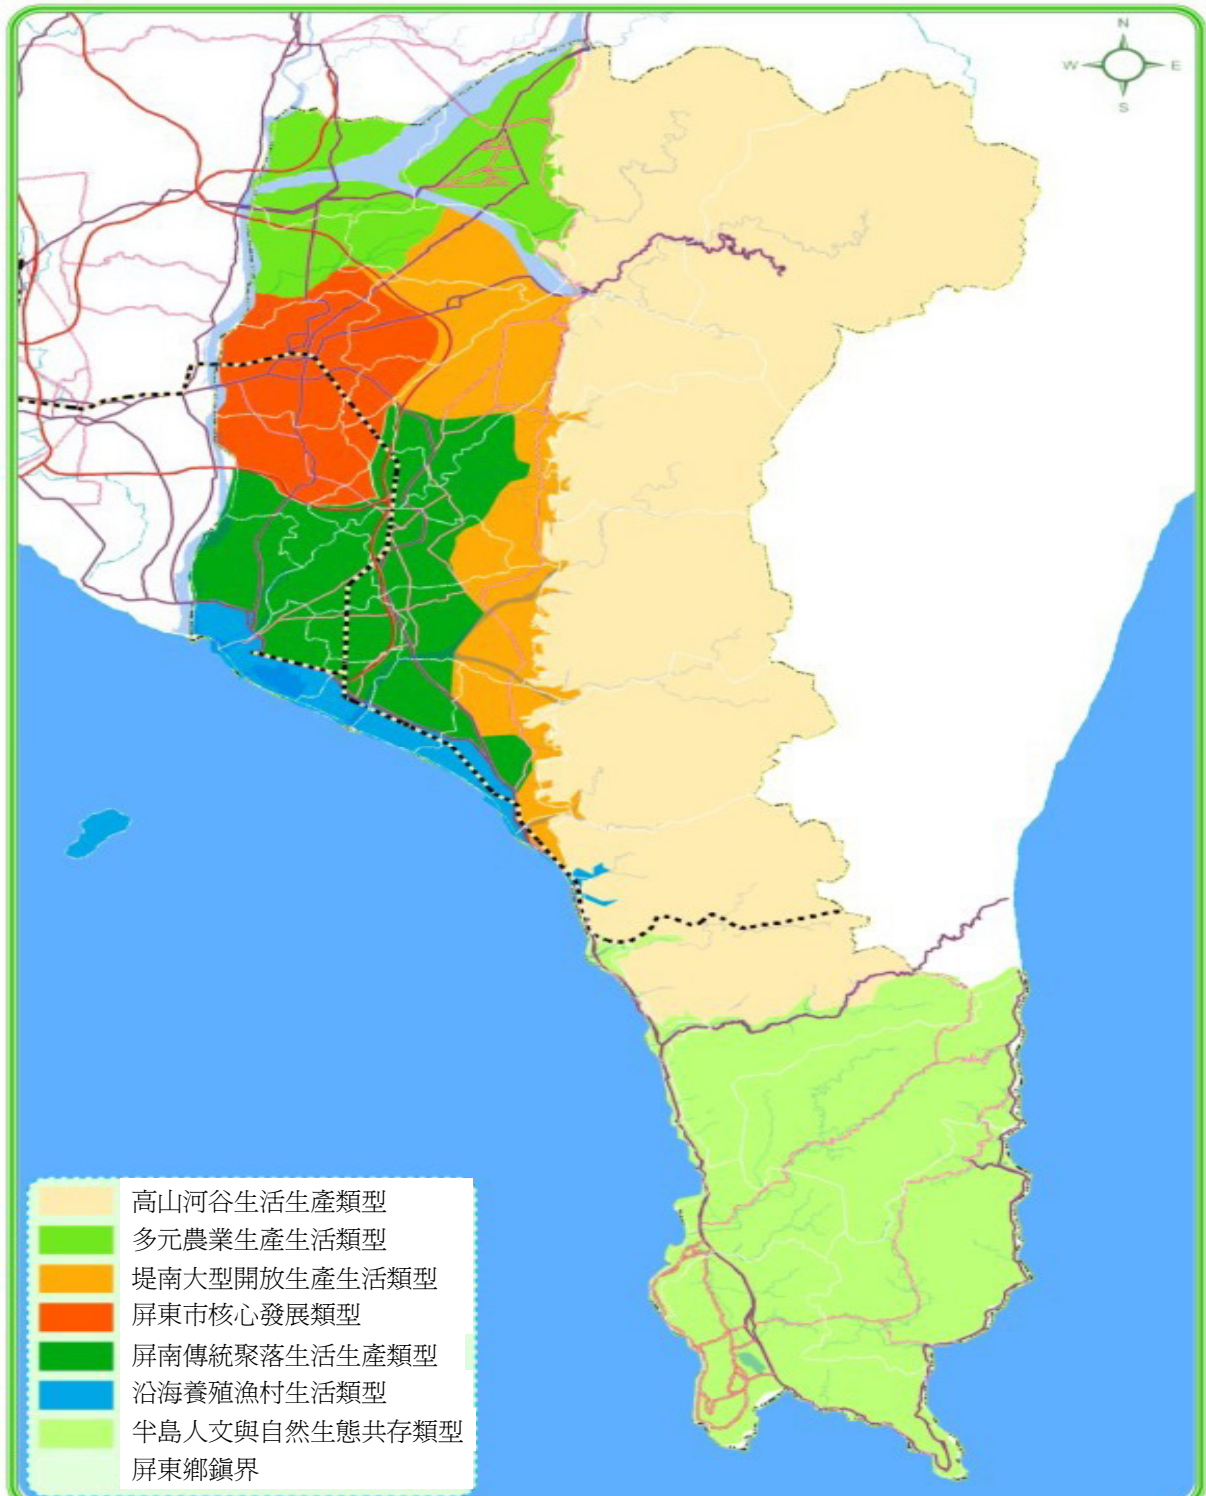 N
W
E
S
高山河谷生活生產類型
多元農業生產生活類型
堤南大型開放生產生活類型
屏東市核心發展類型
屏南傳統聚落生活生產類型
沿海養殖漁村生活類型
半島人文與自然生態共存類型
屏東鄉鎮界